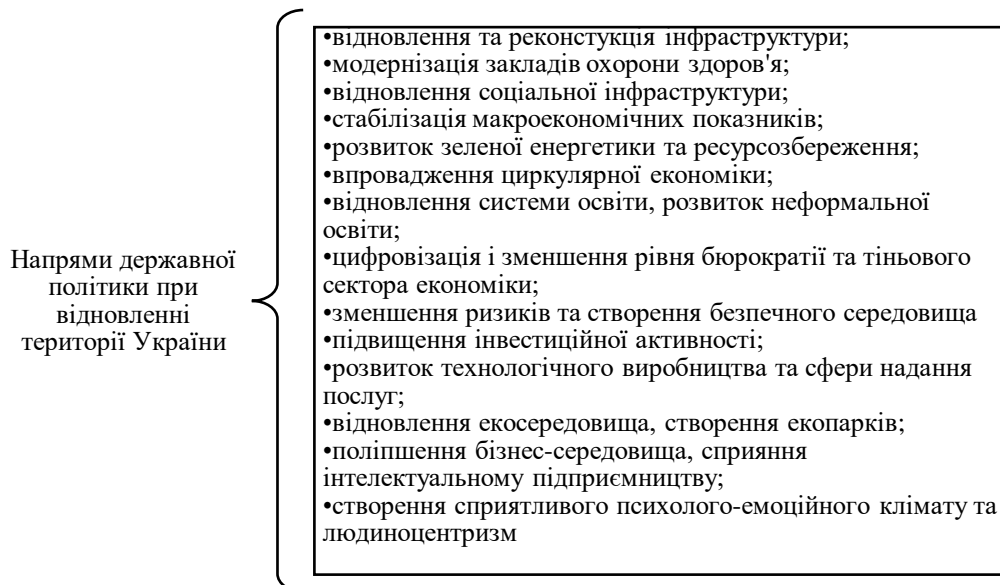 Напрями державної
політики при
відновленні
території України
•відновлення та реконстукція інфраструктури;
•модернізація закладів охорони здоров'я;
•відновлення соціальної інфраструктури;
•стабілізація макроекономічних показників;
•розвиток зеленої енергетики та ресурсозбереження;
•впровадження циркулярної економіки;
•відновлення системи освіти, розвиток неформальної
освіти;
•цифровізація і зменшення рівня бюрократії та тіньового
сектора економіки;
•зменшення ризиків та створення безпечного середовища
•підвищення інвестиційної активності;
•розвиток технологічного виробництва та сфери надання
послуг;
•відновлення екосередовища, створення екопарків;
•поліпшення бізнес-середовища, сприяння
інтелектуальному підприємництву;
•створення сприятливого психолого-емоційного клімату та
людиноцентризм